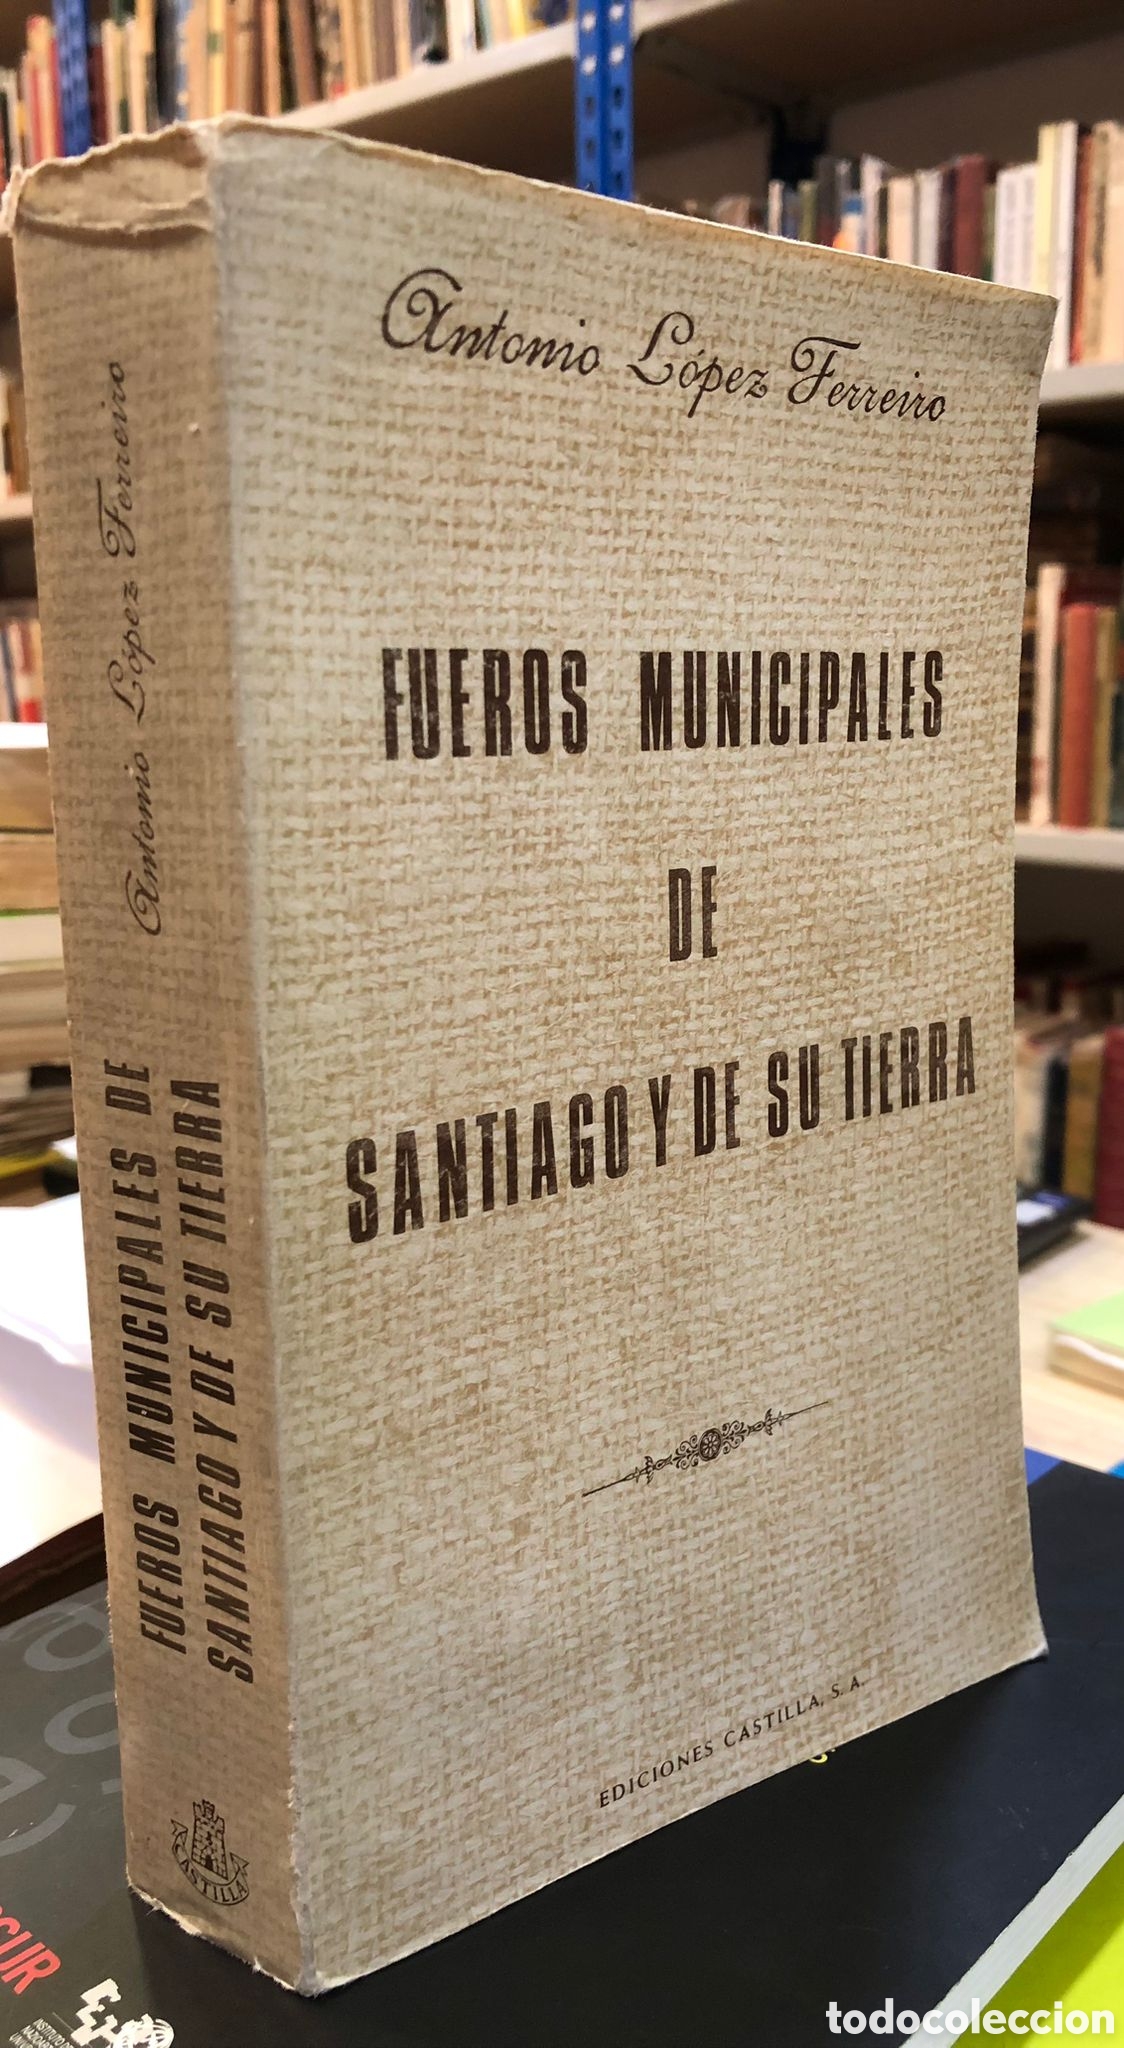 Antonio López Ferreiro
FUEROS MUNICIPALES
DE
SANTIAGO Y DE SU TIERRA
EDICIONES CASTILLA, S. A.
Antonio López Ferreiro
FUEROS MUNICIPALES DE
SANTIAGO Y DE SU TIERRA
CASTILLA
todocoleccion